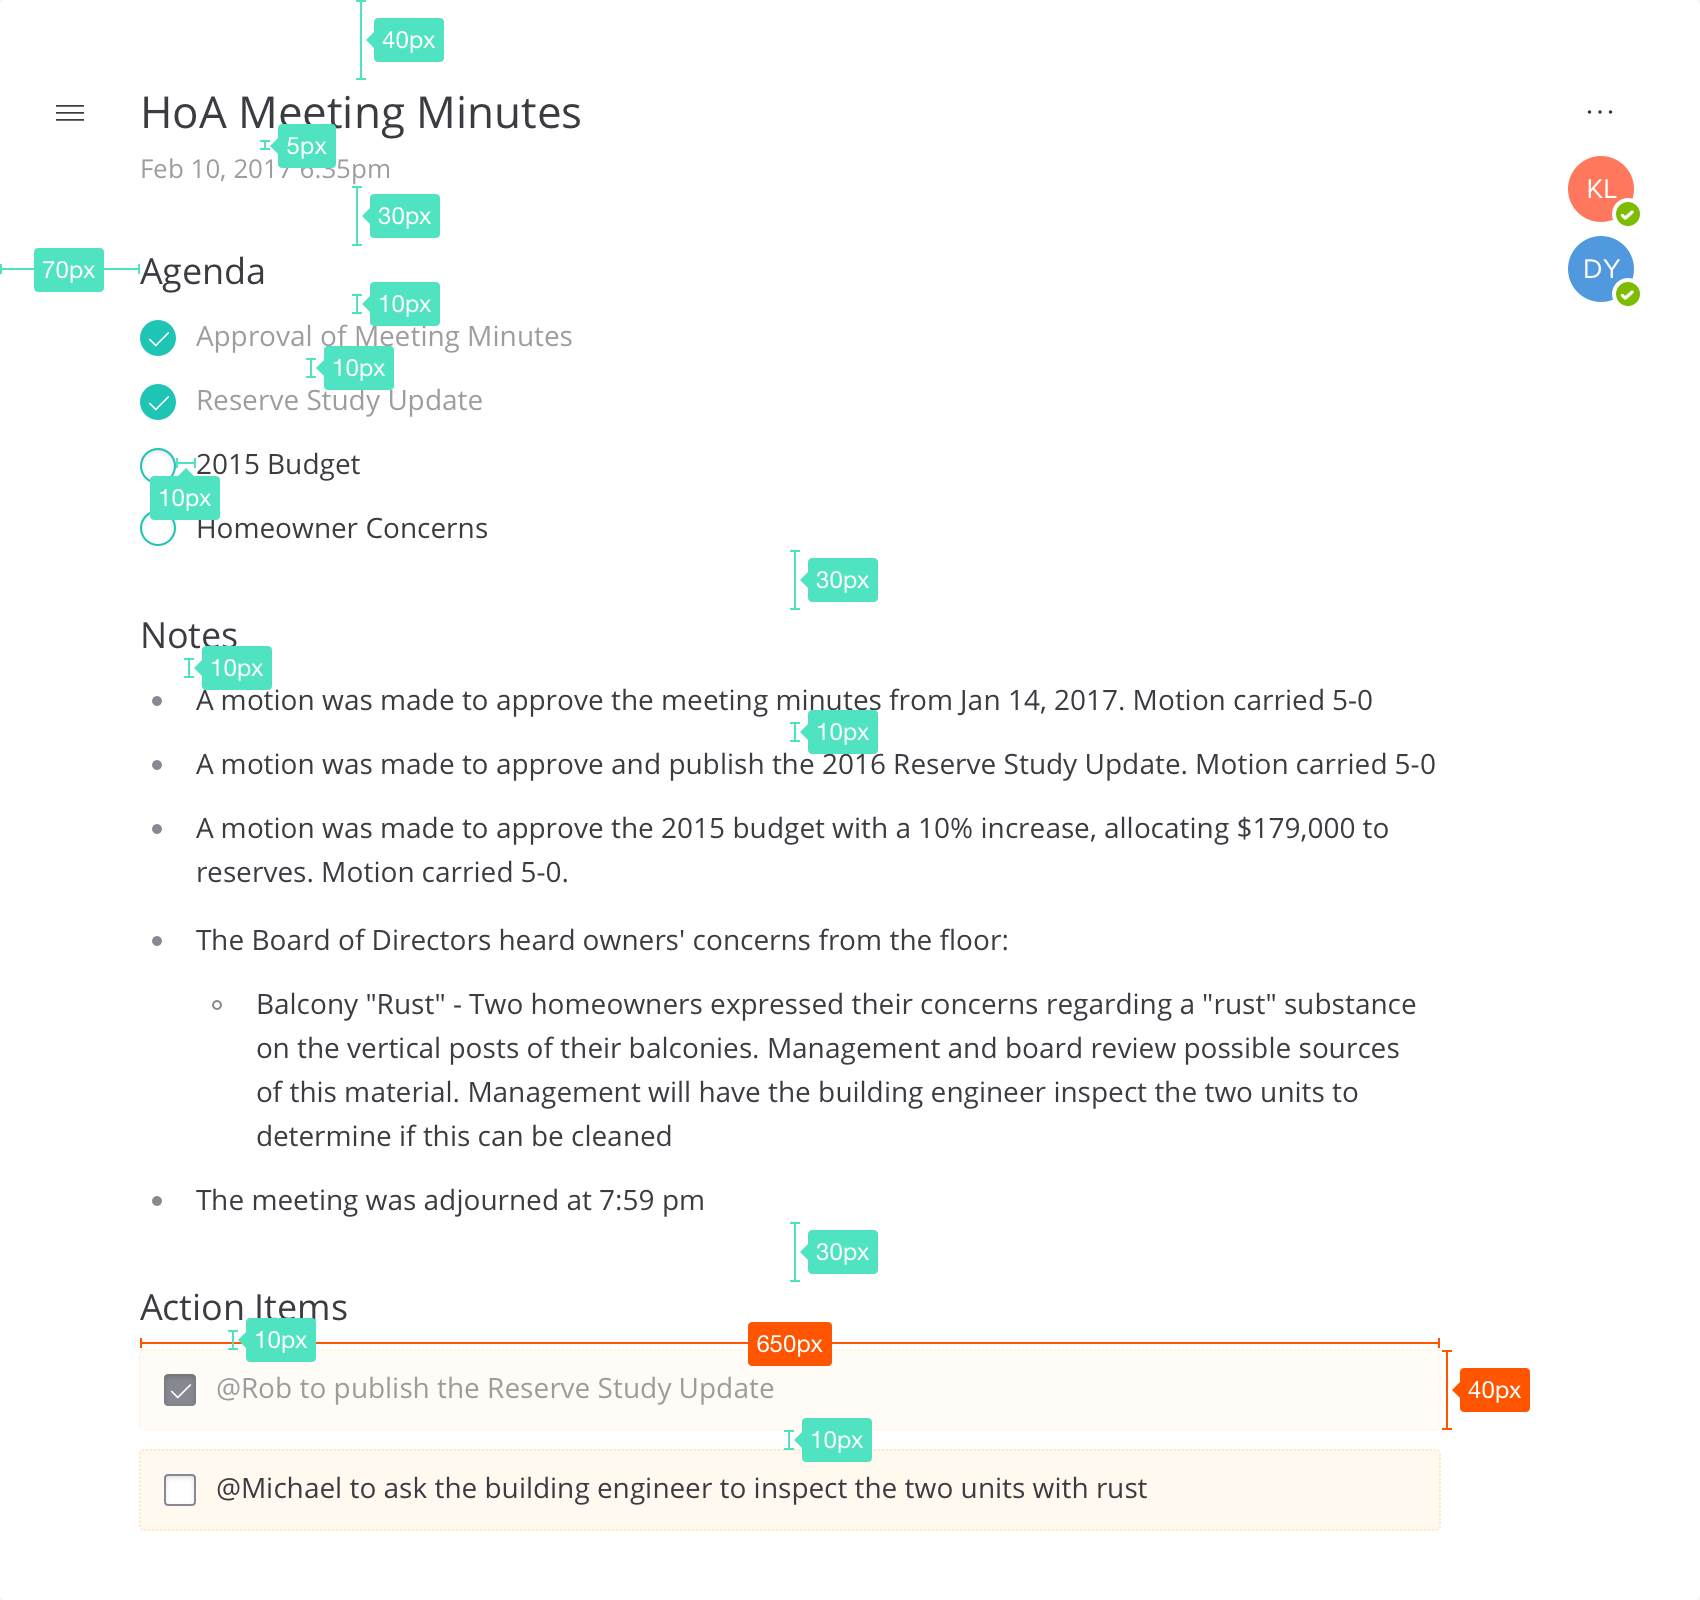 40px
HoA Meeting Minutes
...
5px
Feb 10, 2017 6:35pm
KL
30px
70px
Agenda
DY
10px
Approval of Meeting Minutes
10px
Reserve Study Update
2015 Budget
10px
Homeowner Concerns
30px
Notes
10px
A motion was made to approve the meeting minutes from Jan 14, 2017. Motion carried 5-0
10px
A motion was made to approve and publish the 2016 Reserve Study Update. Motion carried 5-0
A motion was made to approve the 2015 budget with a 10% increase, allocating $179,000 to
reserves. Motion carried 5-0.
The Board of Directors heard owners' concerns from the floor:
Balcony "Rust" - Two homeowners expressed their concerns regarding a "rust" substance
on the vertical posts of their balconies. Management and board review possible sources
of this material. Management will have the building engineer inspect the two units to
determine if this can be cleaned
The meeting was adjourned at 7:59 pm
30px
Action Items
10px
650px
@Rob to publish the Reserve Study Update
40px
10px
@Michael to ask the building engineer to inspect the two units with rust